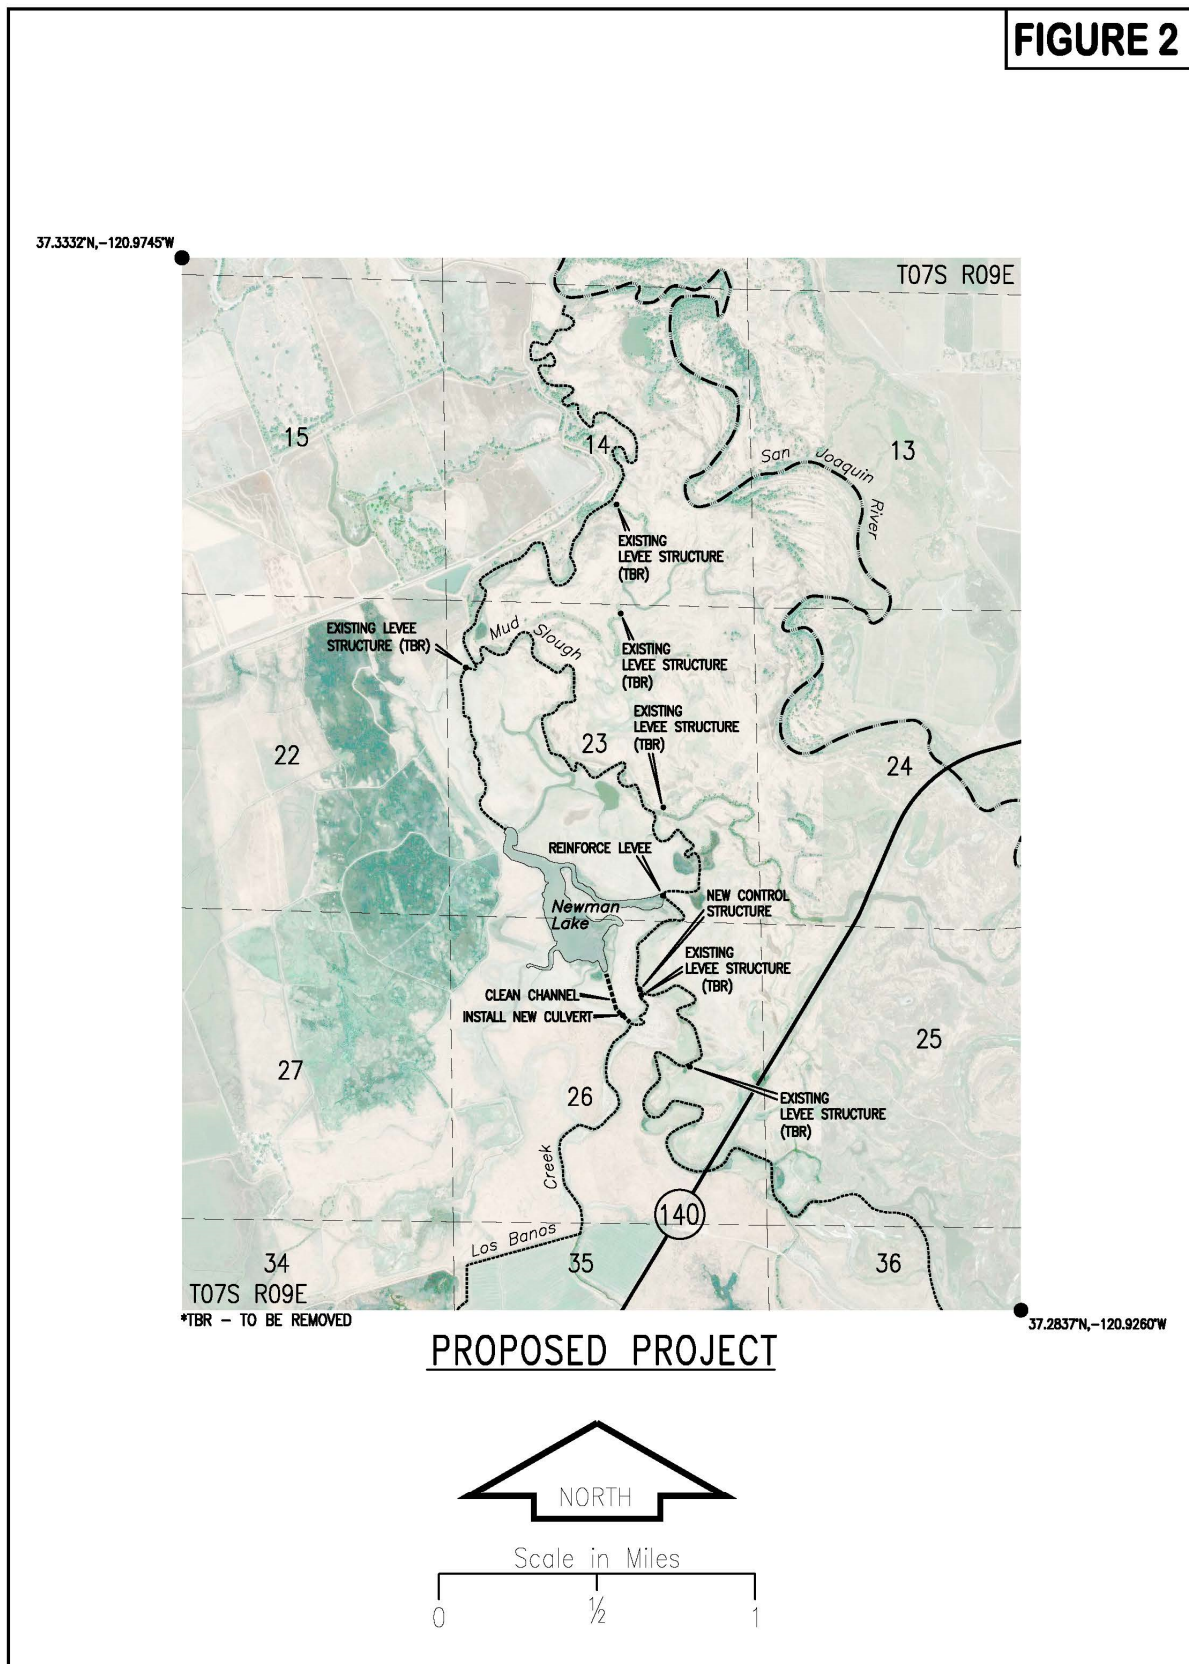 FIGURE 2
37.3332°N,-120.9745°W
T07S R09E
15
14
13
San Joaquin River
EXISTING
LEVEE STRUCTURE
(TBR)
Mud Slough
EXISTING LEVEE
STRUCTURE (TBR)
EXISTING
LEVEE STRUCTURE
(TBR)
EXISTING
LEVEE STRUCTURE
(TBR)
22
23
24
REINFORCE LEVEE
NEW CONTROL
STRUCTURE
Newman
Lake
EXISTING
LEVEE STRUCTURE
(TBR)
CLEAN CHANNEL
INSTALL NEW CULVERT
27
26
25
EXISTING
LEVEE STRUCTURE
(TBR)
Los Banos Creek
140
34
35
36
T07S R09E
*TBR - TO BE REMOVED
37.2837°N,-120.9260°W
PROPOSED PROJECT
NORTH
Scale in Miles
0
½
1